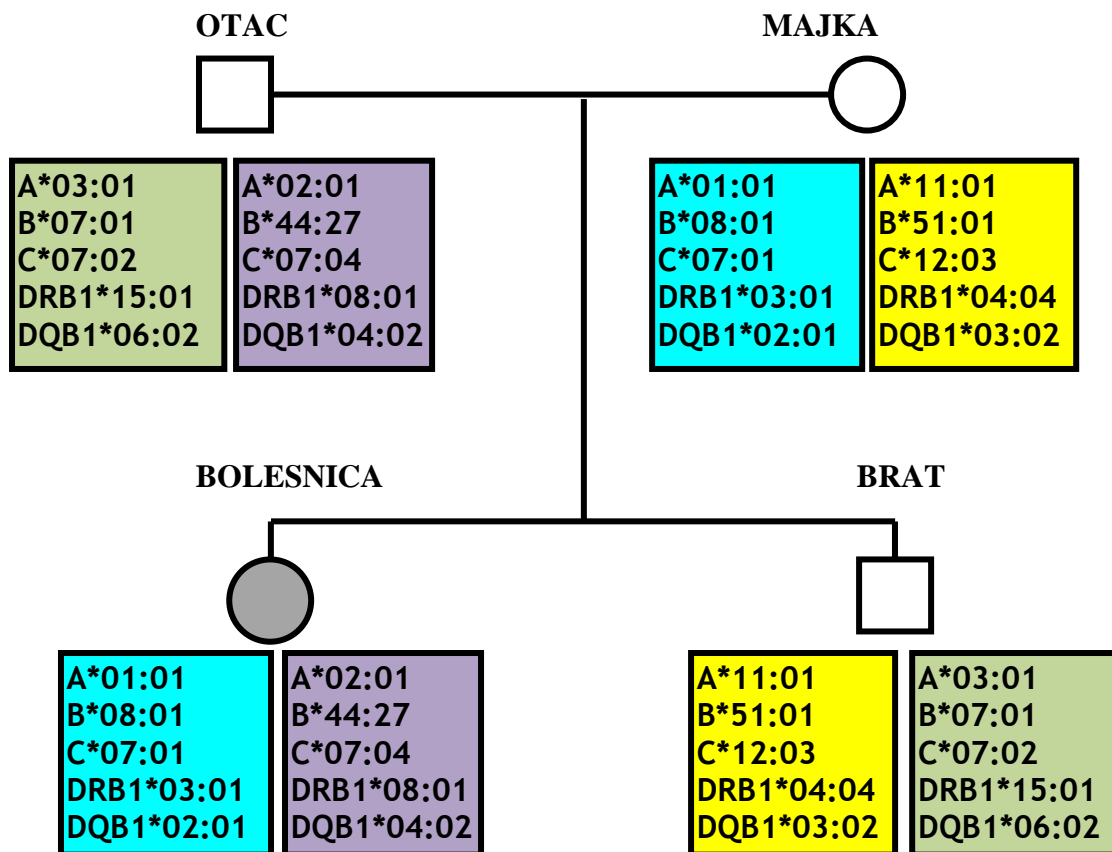 OTAC
MAJKA
A*03:01
B*07:01
C*07:02
DRB1*15:01
DQB1*06:02
A*02:01
B*44:27
C*07:04
DRB1*08:01
DQB1*04:02
A*01:01
B*08:01
C*07:01
DRB1*03:01
DQB1*02:01
A*11:01
B*51:01
C*12:03
DRB1*04:04
DQB1*03:02
BOLESNICA
BRAT
A*01:01
B*08:01
C*07:01
DRB1*03:01
DQB1*02:01
A*02:01
B*44:27
C*07:04
DRB1*08:01
DQB1*04:02
A*11:01
B*51:01
C*12:03
DRB1*04:04
DQB1*03:02
A*03:01
B*07:01
C*07:02
DRB1*15:01
DQB1*06:02